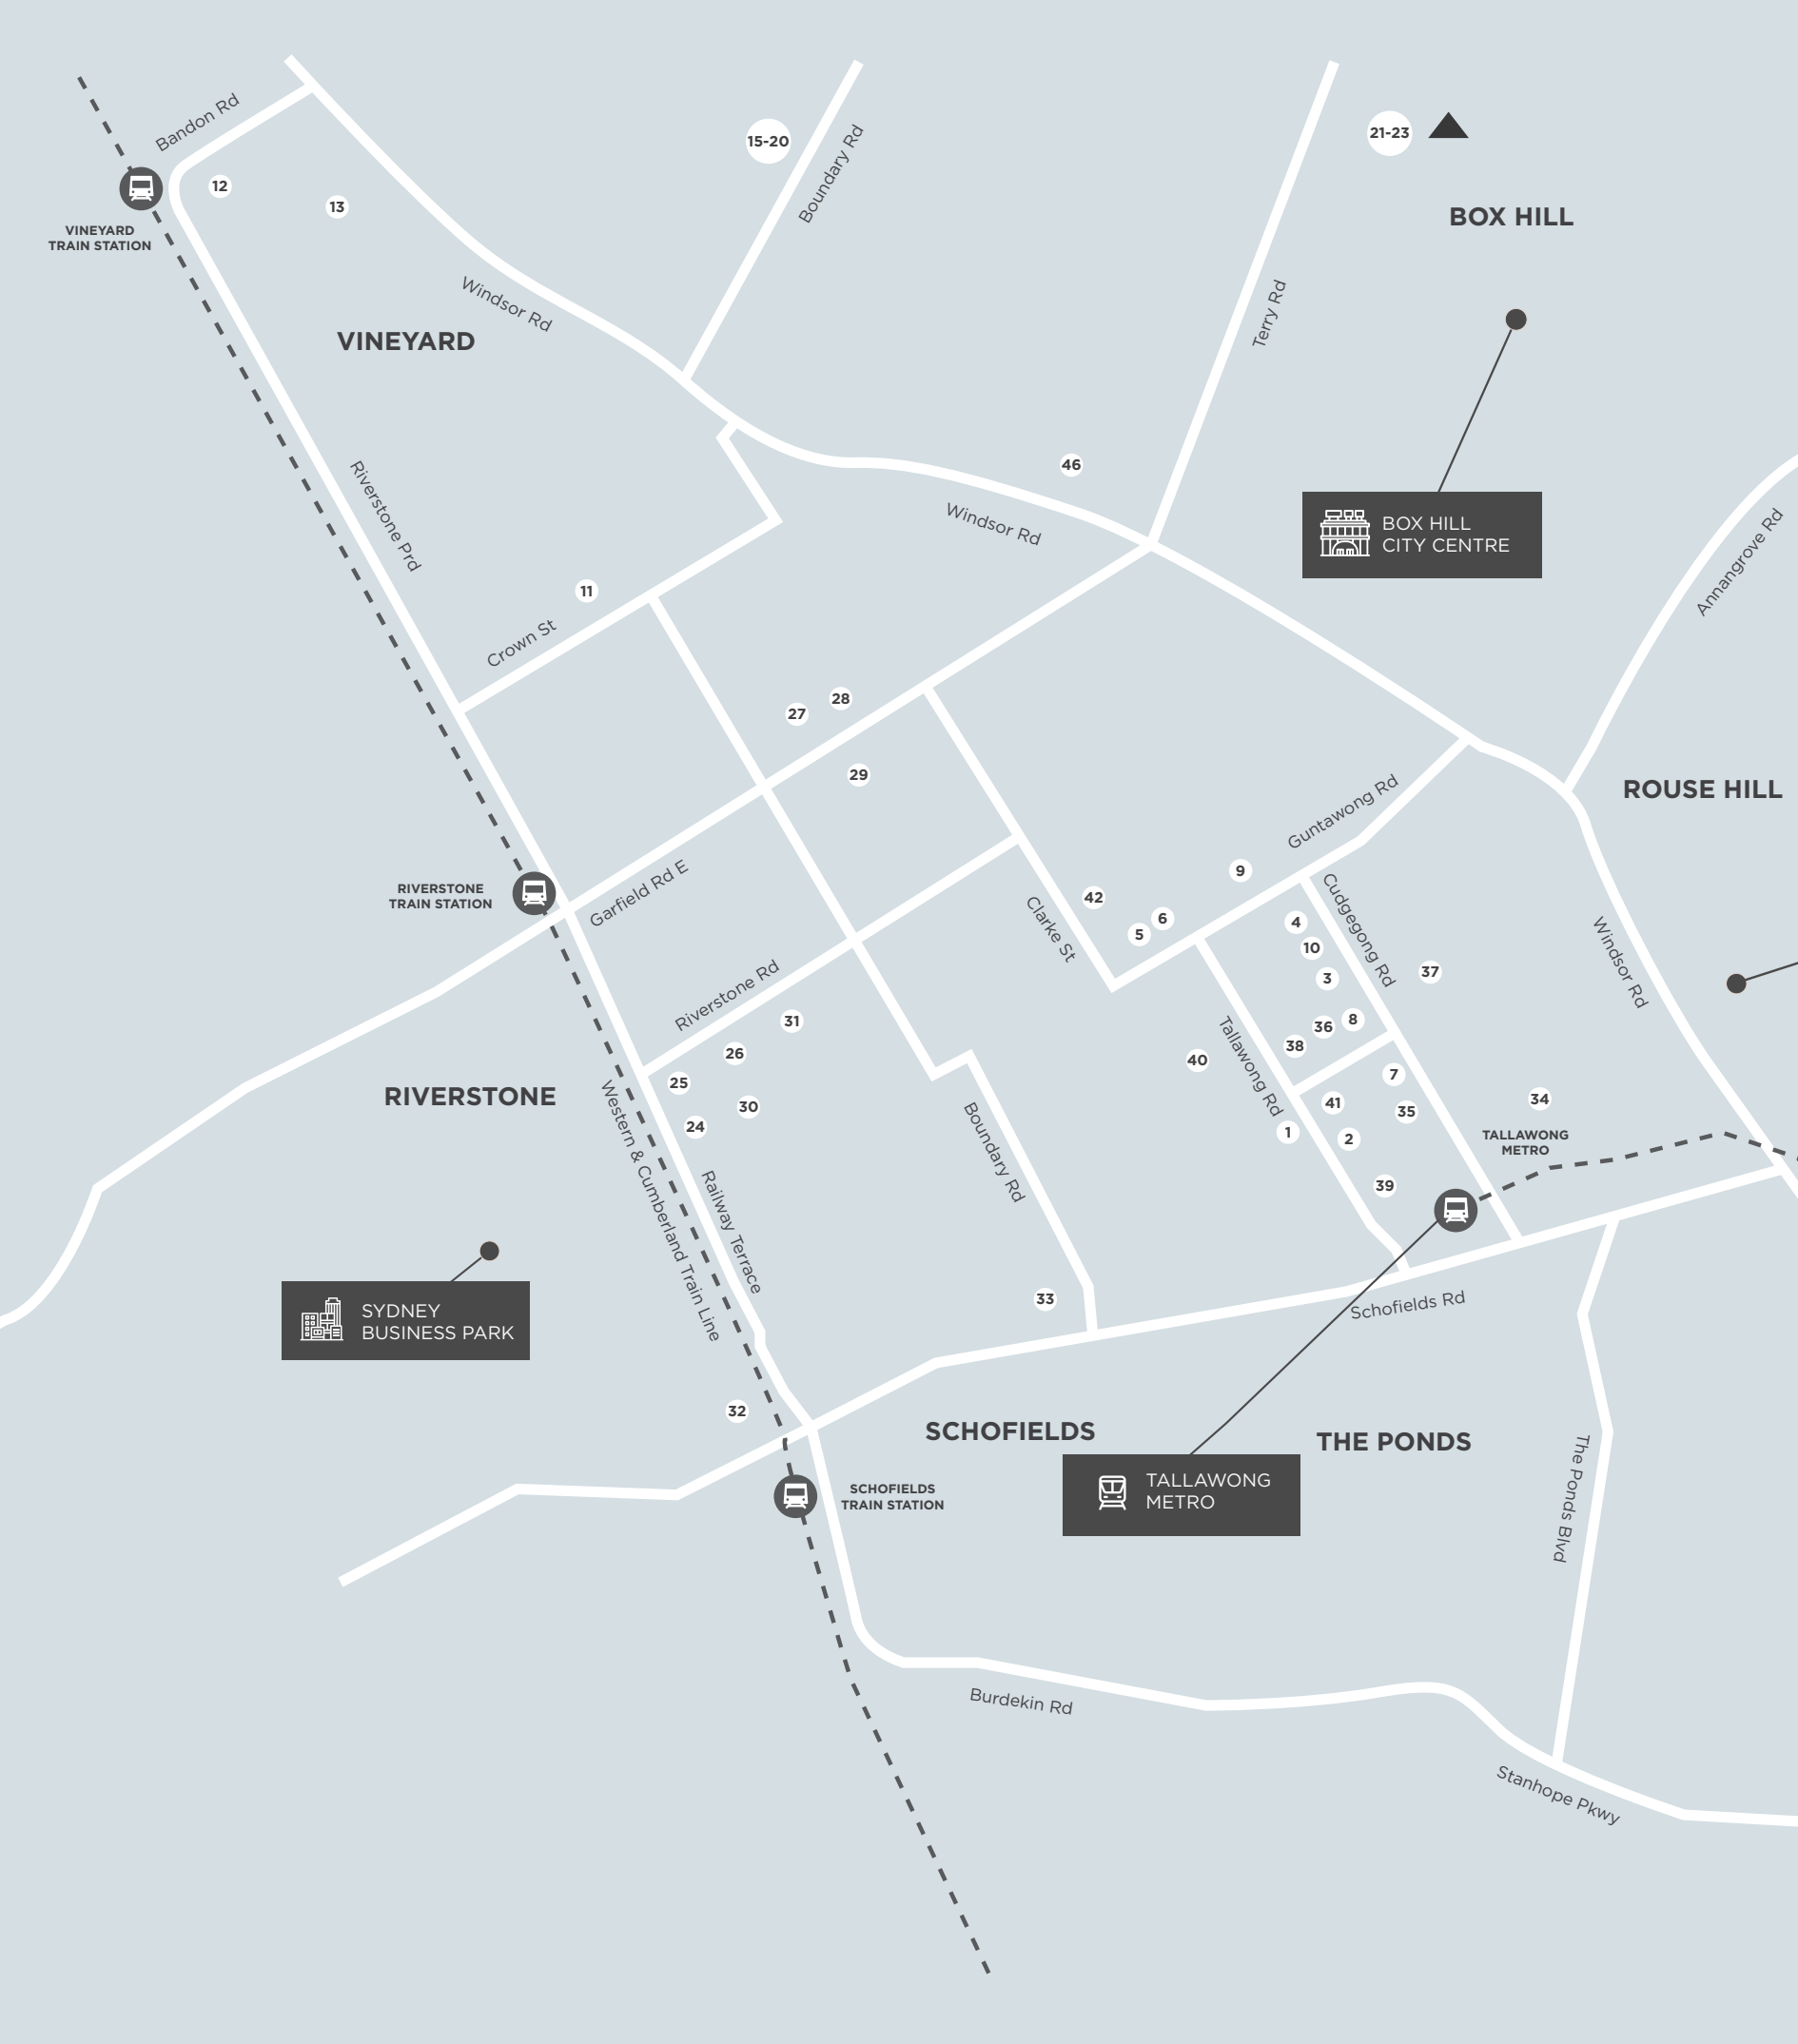 Bandon Rd
15-20
21-23
Boundary Rd
12
13
BOX HILL
VINEYARD
TRAIN STATION
Windsor Rd
Terry Rd
VINEYARD
46
Riverstone Prd
Windsor Rd
BOX HILL
CITY CENTRE
Annangrove Rd
11
Crown St
28
27
29
ROUSE HILL
Guntawong Rd
9
RIVERSTONE
TRAIN STATION
Garfield Rd E
42
6
5
Clarke St
4
10
3
Cudgegong Rd
37
Windsor Rd
Riverstone Rd
31
26
25
30
24
8
36
38
40
Tallawong Rd
7
41
35
34
1
2
RIVERSTONE
TALLAWONG
METRO
39
Boundary Rd
Western & Cumberland Train Line
Railway Terrace
33
Schofields Rd
SYDNEY
BUSINESS PARK
32
SCHOFIELDS
THE PONDS
TALLAWONG
METRO
SCHOFIELDS
TRAIN STATION
The Ponds Blvd
Burdekin Rd
Stanhope Pkwy